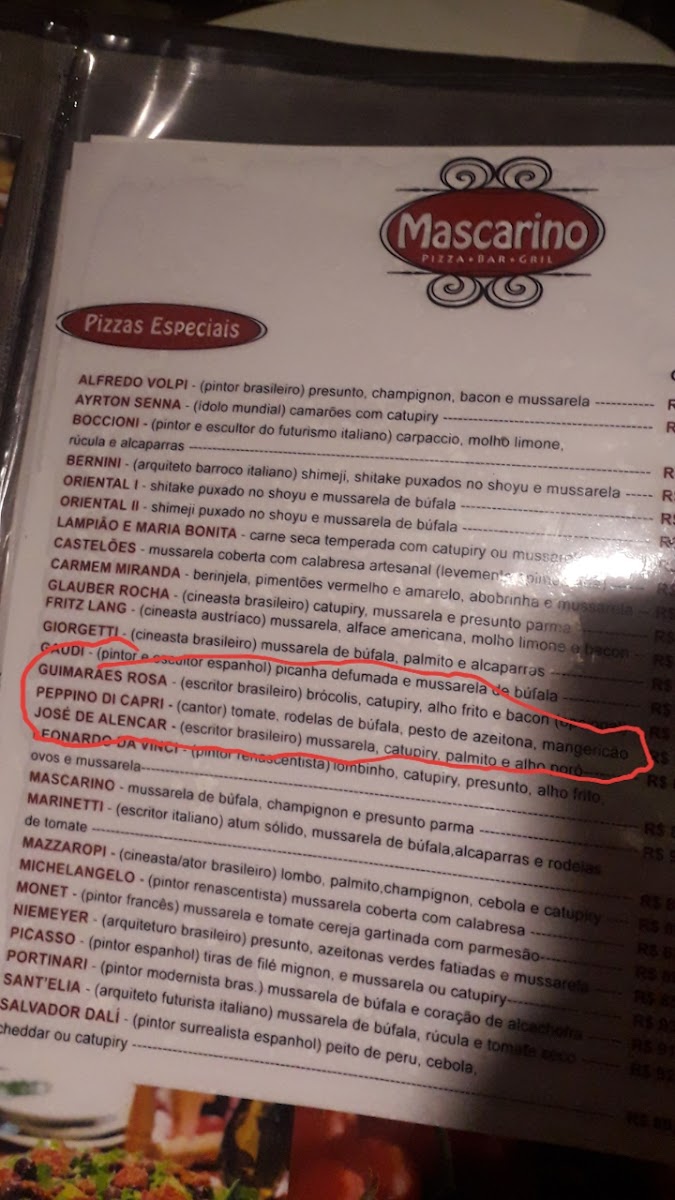 Mascarino
PIZZA • BAR • GRIL
Pizzas Especiais
ALFREDO VOLPI - (pintor brasileiro) presunto, champignon, bacon e mussarela ------------ R
AYRTON SENNA - (ídolo mundial) camarões com catupiry ------------ R
BOCCIONI - (pintor e escultor do futurismo italiano) carpaccio, molho limone,
rúcula e alcaparras ------------ R
BERNINI - (arquiteto barroco italiano) shimeji, shitake puxados no shoyu e mussarela ----- R
ORIENTAL I - shitake puxado no shoyu e mussarela de búfala ------------ R$
ORIENTAL II - shimeji puxado no shoyu e mussarela de búfala ------------ R$
LAMPIÃO E MARIA BONITA - carne seca temperada com catupiry ou
CASTELÕES - mussarela coberta com calabresa artesanal R$
CARMEM MIRANDA - berinjela, pimentões vermelho e amarelo, abobrinha e mussarela -- R$
GLAUBER ROCHA - (cineasta brasileiro) catupiry, mussarela e presunto parma ------------ R$
FRITZ LANG - (cineasta austríaco) mussarela, alface americana, molho limone e bacon -- R$
GIORGETTI - (cineasta brasileiro) mussarela de búfala, palmito e alcaparras ------------ R$
GAUDI - (pintor e escultor espanhol) picanha defumada e mussarela de búfala ------------ R$
GUIMARÃES ROSA - (escritor brasileiro) brócolis, catupiry, alho frito e bacon R$
PEPPINO DI CAPRI - (cantor) tomate, rodelas de búfala, pesto de azeitona, mangericão R$
JOSÉ DE ALENCAR - (escritor brasileiro) mussarela, catupiry, palmito e alho poró------ R$
LEONARDO DA VINCI - (pintor renascentista) lombinho, catupiry, presunto, alho frito,
ovos e mussarela------------ R$
MASCARINO - mussarela de búfala, champignon e presunto parma ------------ R$
MARINETTI - (escritor italiano) atum sólido, mussarela de búfala,alcaparras e rodelas
de tomate ------------ R$
MAZZAROPI - (cineasta/ator brasileiro) lombo, palmito,champignon, cebola e catupiry ---- R$
MICHELANGELO - (pintor renascentista) mussarela coberta com calabresa ------------ R$
MONET - (pintor francês) mussarela e tomate cereja gartinada com parmesão------------ R$
NIEMEYER - (arquiteturo brasileiro) presunto, azeitonas verdes fatiadas e mussarela R$
PICASSO - (pintor espanhol) tiras de filé mignon, e mussarela ou catupiry------------ R$
PORTINARI - (pintor modernista bras.) mussarela de búfala e coração de alcachofra ---- R$
SANT'ELIA - (arquiteto futurista italiano) mussarela de búfala, rúcula e tomate seco ------ R$
SALVADOR DALÍ - (pintor surrealista espanhol) peito de peru, cebola,
cheddar ou catupiry ------------ R$